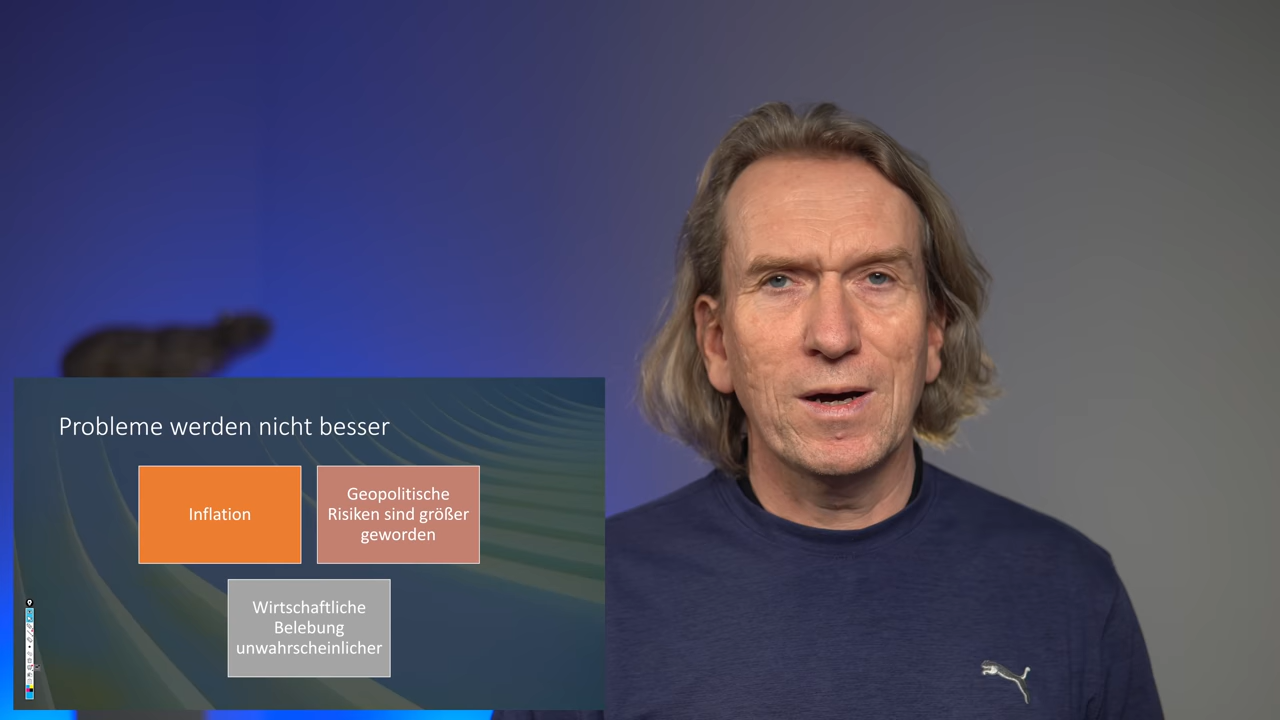 Probleme werden nicht besser
Inflation
Geopolitische
Risiken sind größer
geworden
Wirtschaftliche
Belebung
unwahrscheinlicher